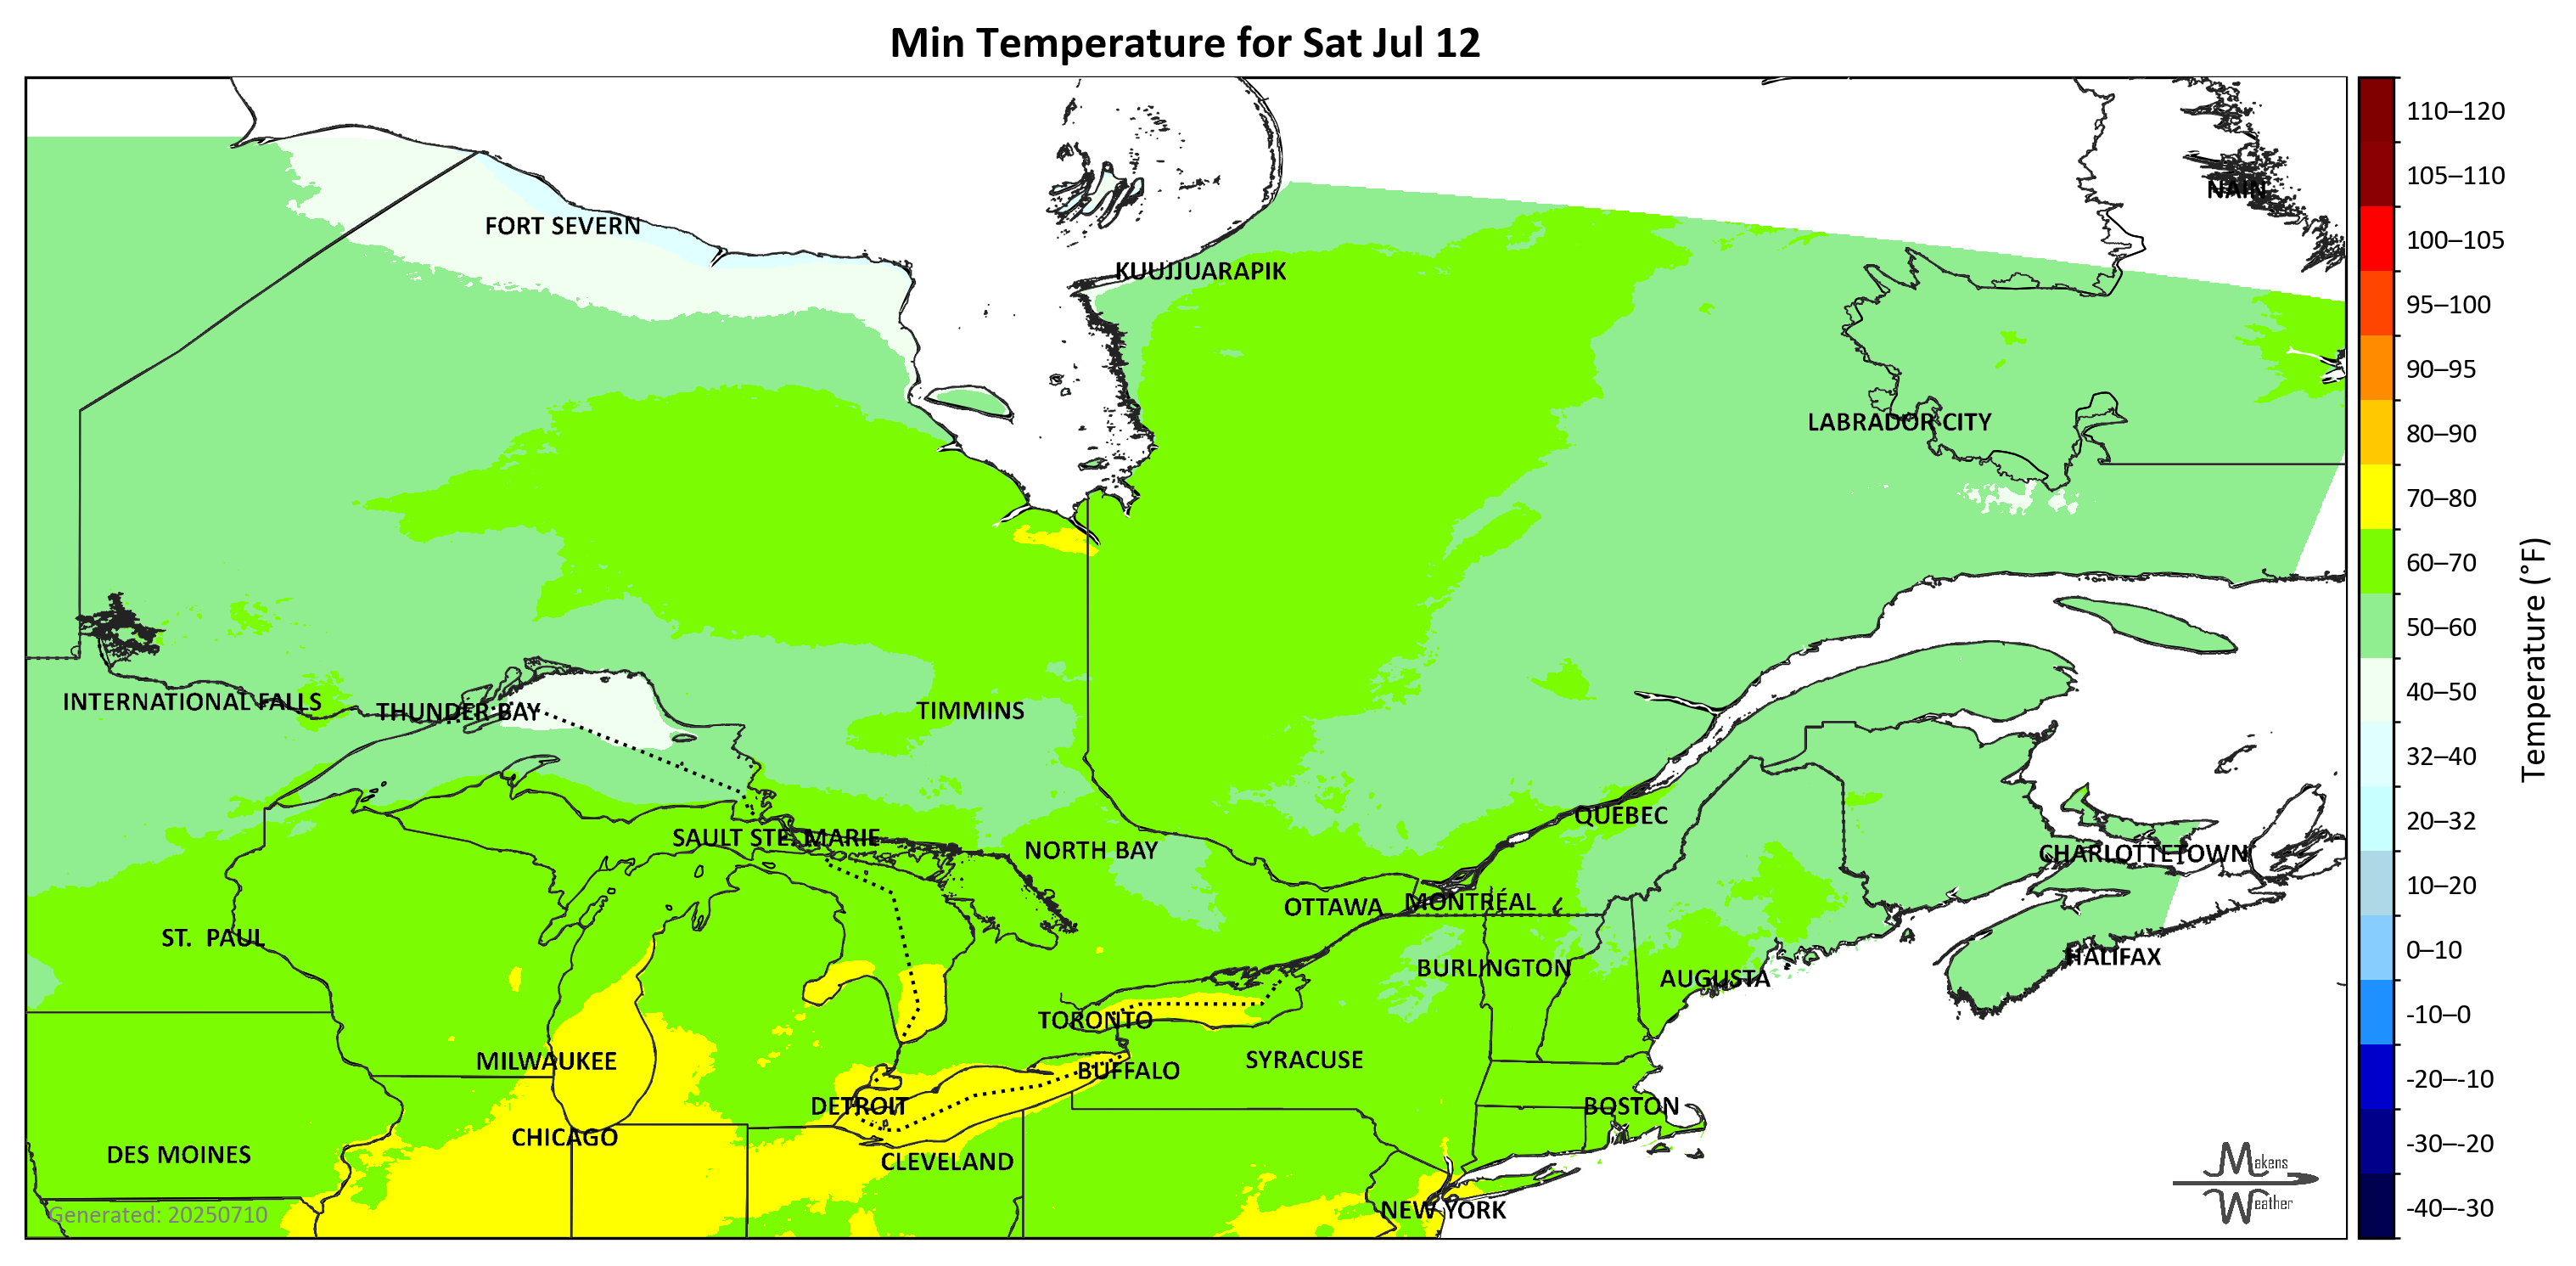 Min Temperature for Sat Jul 12
110–120
105–110
NAIN
FORT SEVERN
100–105
KUUJJUARAPIK
95–100
90–95
LABRADOR CITY
80–90
70–80
60–70
50–60
Temperature (°F)
40–50
INTERNATIONAL FALLS
THUNDER BAY
TIMMINS
32–40
QUÉBEC
20–32
SAULT STE. MARIE
NORTH BAY
CHARLOTTETOWN
10–20
OTTAWA
MONTRÉAL
ST.  PAUL
0–10
HALIFAX
BURLINGTON
AUGUSTA
-10–0
TORONTO
MILWAUKEE
SYRACUSE
BUFFALO
-20–-10
DETROIT
BOSTON
CHICAGO
-30–-20
DES MOINES
CLEVELAND
Makens
Weather
NEW YORK
-40–-30
Generated: 20250710